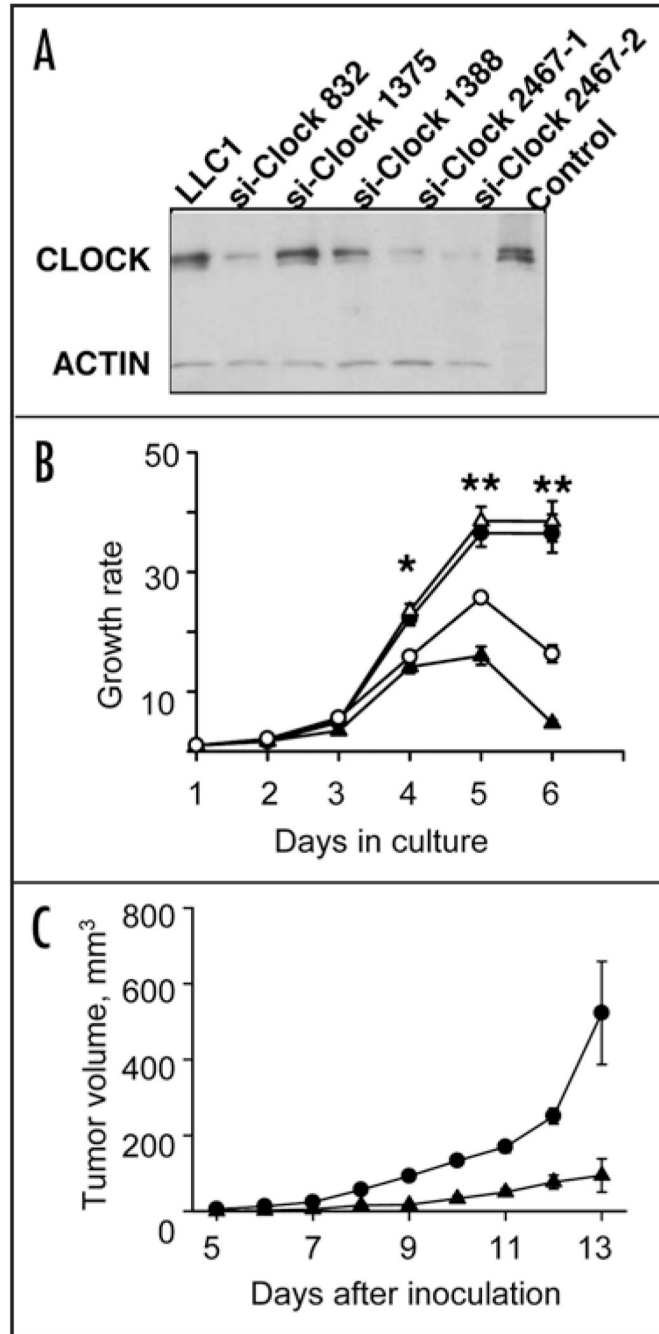 A
LLC1
si-Clock 832
si-Clock 1375
si-Clock 1388
si-Clock 2467-1
si-Clock 2467-2
Control
CLOCK
ACTIN
B
50
30
10
Growth rate
* ** **
1 2 3 4 5 6
Days in culture
C
800
600
400
200
0
Tumor volume, mm³
5 7 9 11 13
Days after inoculation